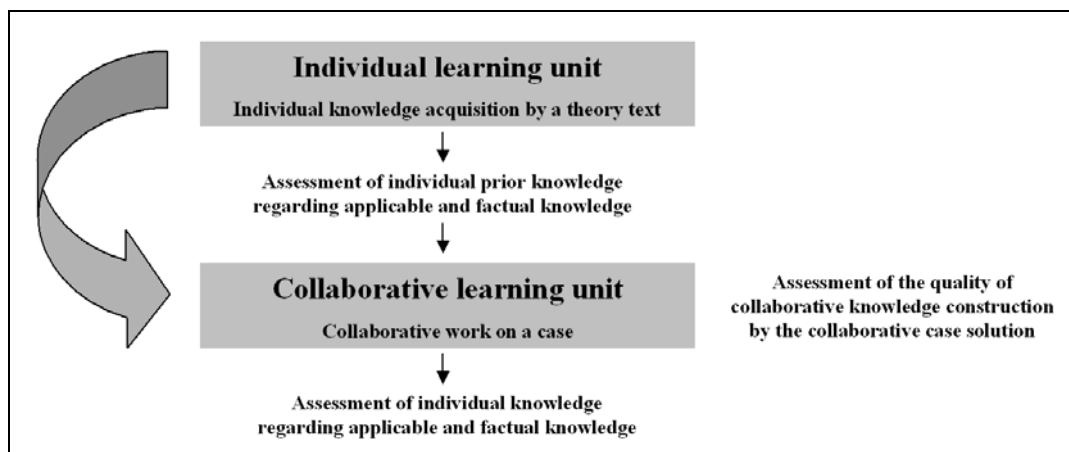 Individual learning unit
Individual knowledge acquisition by a theory text
Assessment of individual prior knowledge
regarding applicable and factual knowledge
Collaborative learning unit
Collaborative work on a case
Assessment of the quality of
collaborative knowledge construction
by the collaborative case solution
Assessment of individual knowledge
regarding applicable and factual knowledge